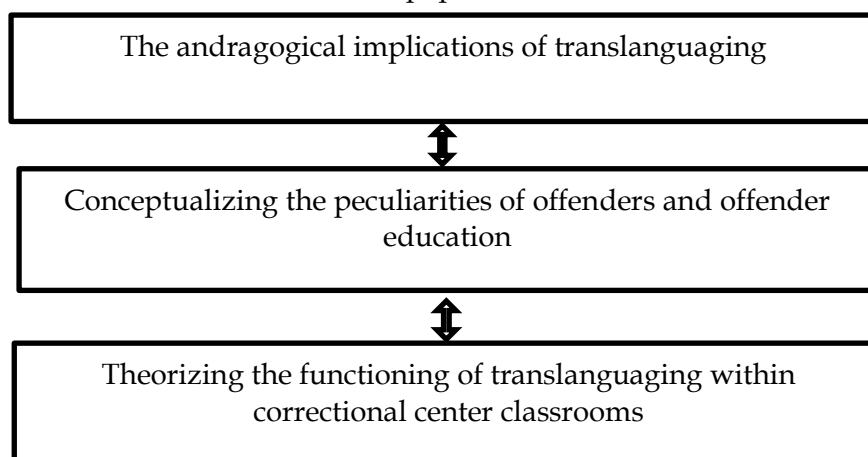 The andragogical implications of translanguaging
Conceptualizing the peculiarities of offenders and offender
education
Theorizing the functioning of translanguaging within
correctional center classrooms